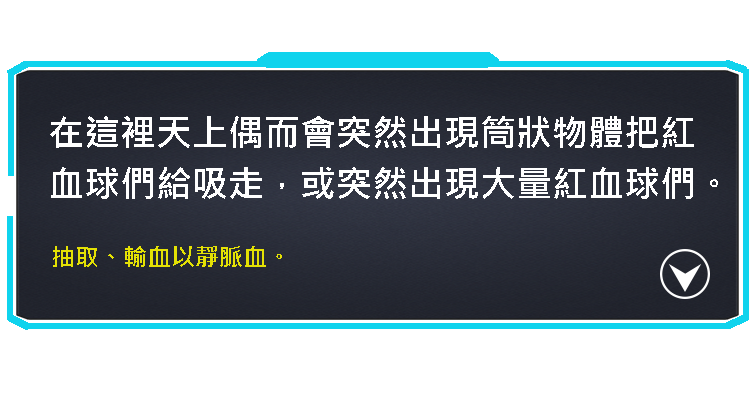 在這裡天上偶而會突然出現筒狀物體把紅
血球們給吸走，或突然出現大量紅血球們。
抽取、輸血以靜脈血。